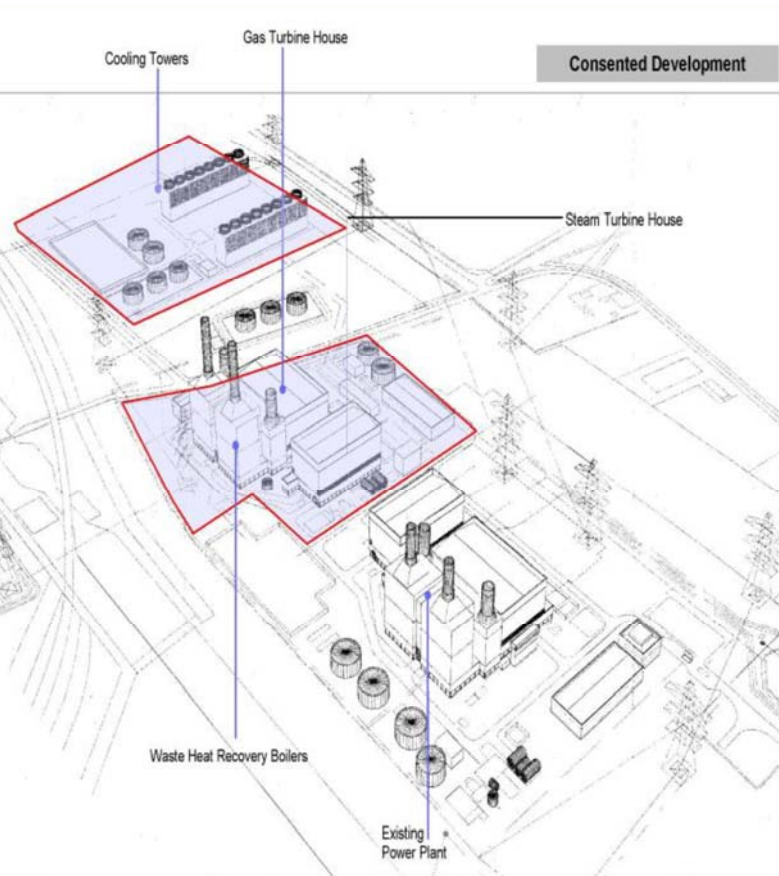 Gas Turbine House
Cooling Towers
Consented Development
Steam Turbine House
Waste Heat Recovery Boilers
Existing
Power Plant